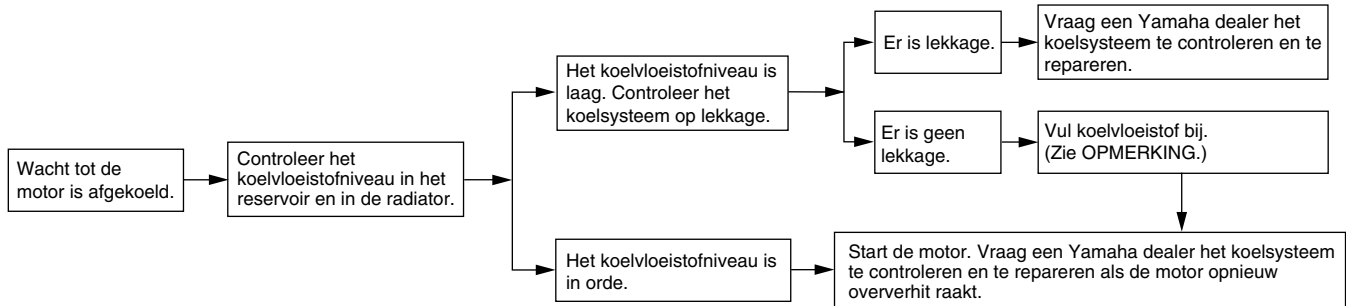 Wacht tot de
motor is afgekoeld.
Controleer het
koelvloeistofniveau in het
reservoir en in de radiator.
Het koelvloeistofniveau is
laag. Controleer het
koelsysteem op lekkage.
Er is lekkage.
Vraag een Yamaha dealer het
koelsysteem te controleren en te
repareren.
Er is geen
lekkage.
Vul koelvloeistof bij.
(Zie OPMERKING.)
Het koelvloeistofniveau is
in orde.
Start de motor. Vraag een Yamaha dealer het koelsysteem
te controleren en te repareren als de motor opnieuw
oververhit raakt.